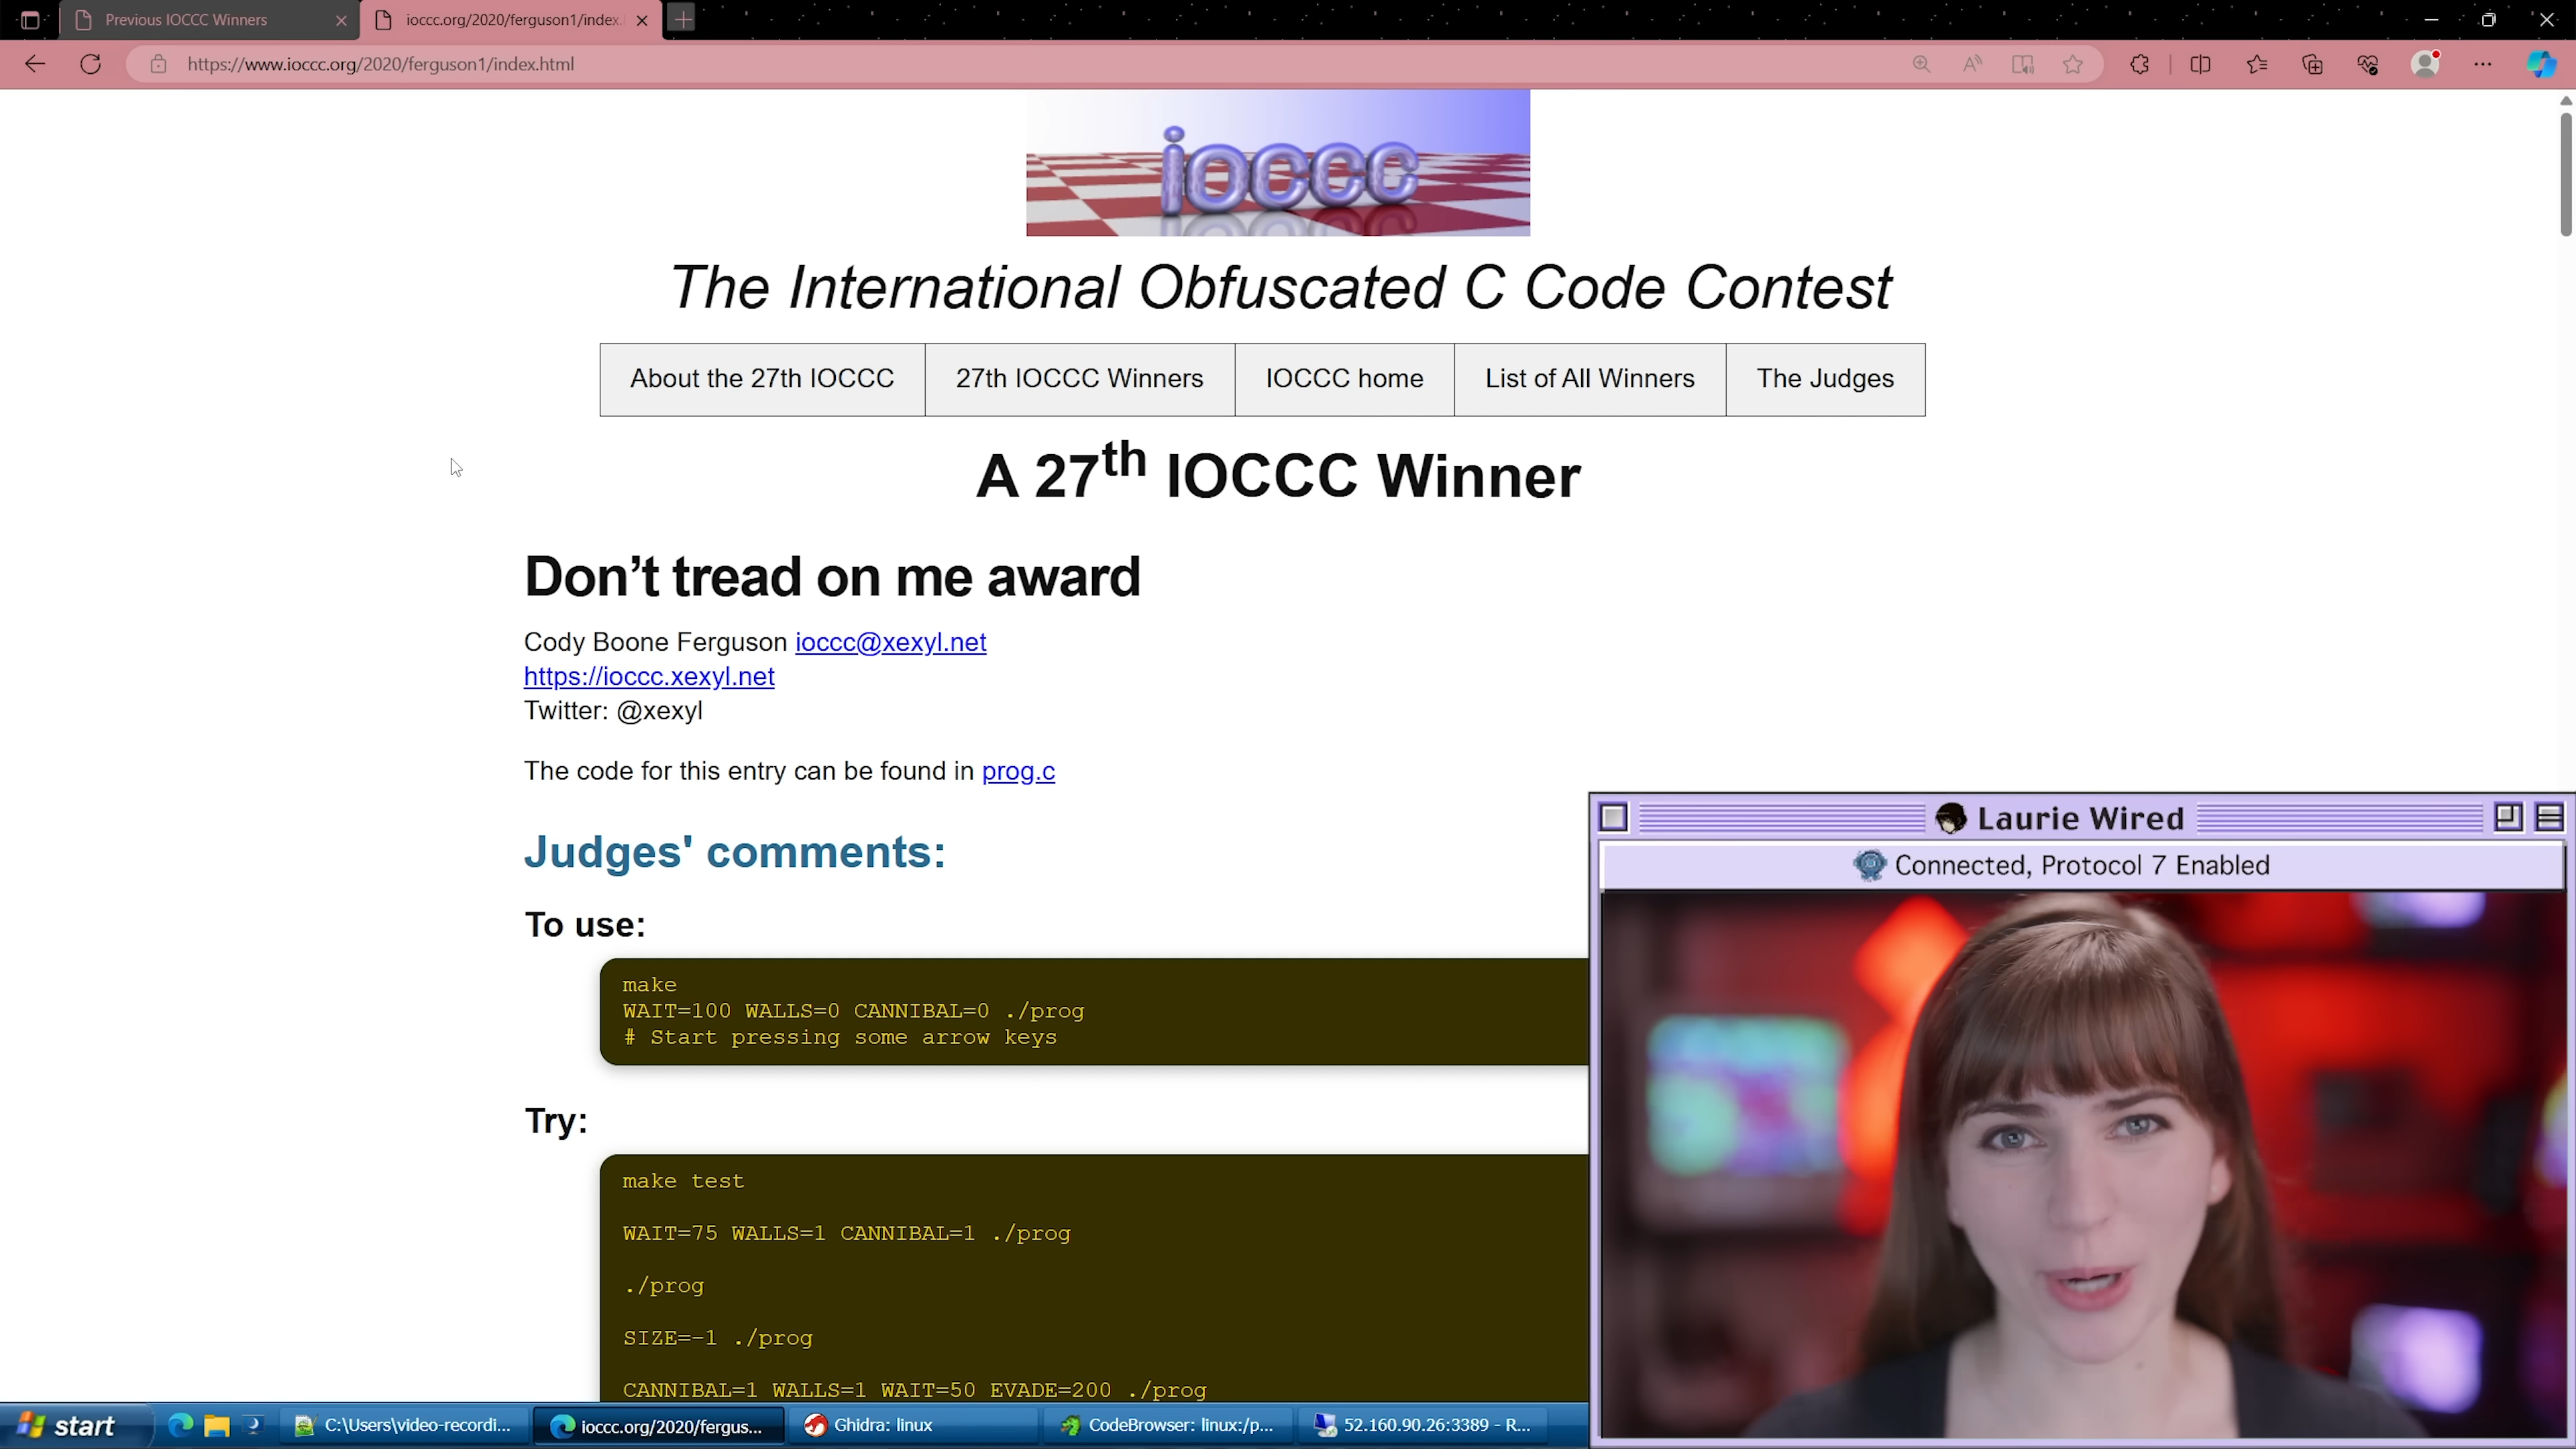 Previous IOCCC Winners
ioccc.org/2020/ferguson1/index.
https://www.ioccc.org/2020/ferguson1/index.html
ioccc
The International Obfuscated C Code Contest
About the 27th IOCCC
27th IOCCC Winners
IOCCC home
List of All Winners
The Judges
A 27th IOCCC Winner
Don’t tread on me award
Cody Boone Ferguson ioccc@xexyl.net
https://ioccc.xexyl.net
Twitter: @xexyl
The code for this entry can be found in prog.c
Judges' comments:
To use:
make
WAIT=100 WALLS=0 CANNIBAL=0 ./prog
# Start pressing some arrow keys
Try:
make test
WAIT=75 WALLS=1 CANNIBAL=1 ./prog
./prog
SIZE=-1 ./prog
CANNIBAL=1 WALLS=1 WAIT=50 EVADE=200 ./prog
Laurie Wired
Connected, Protocol 7 Enabled
start
C:\Users\video-recordi...
ioccc.org/2020/fergus...
Ghidra: linux
CodeBrowser: linux:/p...
52.160.90.26:3389 - R...